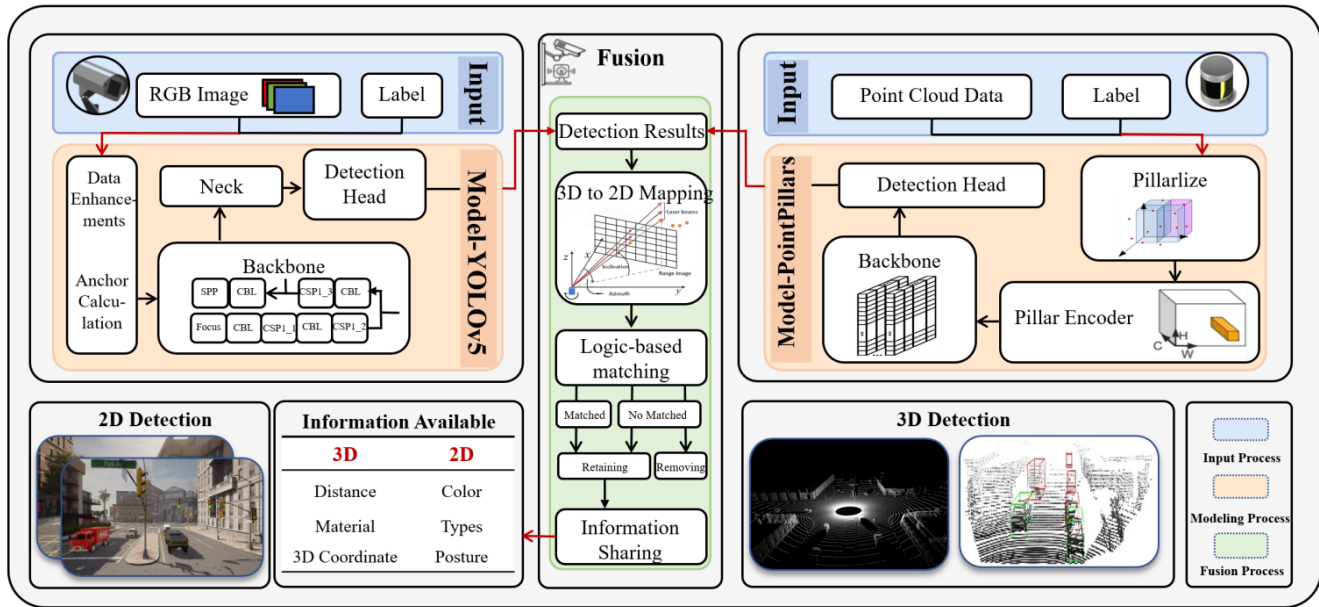 RGB Image
Label
Input
Data
Enhance-
ments
Anchor
Calcu-
lation
Neck
Detection
Head
Backbone
SPP
CBL
CSP1_3
CBL
Focus
CBL
CSP1_1
CBL
CSP1_2
Model-YOLOv5
Fusion
Detection Results
3D to 2D Mapping
Laser beams
z
x
Inclination
Range image
Azimuth
y
Logic-based
matching
Matched
No Matched
Retaining
Removing
Information
Sharing
Input
Point Cloud Data
Label
Model-PointPillars
Detection Head
Pillarlize
Backbone
...
Pillar Encoder
H
C
W
2D Detection
Information Available
3D 2D
Distance Color
Material Types
3D Coordinate Posture
3D Detection
Input Process
Modeling Process
Fusion Process